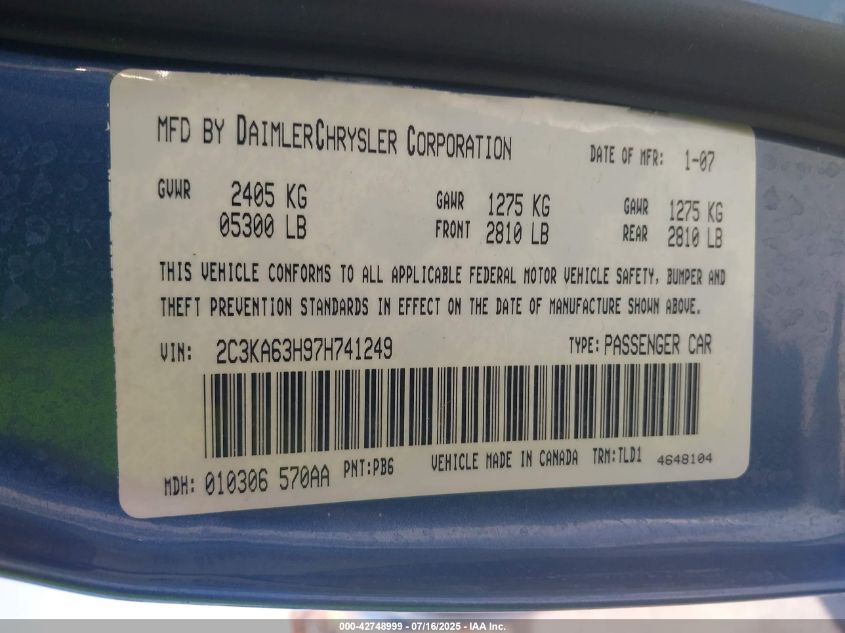 MFD BY DAIMLERCHRYSLER CORPORATION DATE OF MFR: 1-07
GVWR 2405 KG GAWR 1275 KG GAWR 1275 KG
05300 LB FRONT 2810 LB REAR 2810 LB
THIS VEHICLE CONFORMS TO ALL APPLICABLE FEDERAL MOTOR VEHICLE SAFETY, BUMPER AND
THEFT PREVENTION STANDARDS IN EFFECT ON THE DATE OF MANUFACTURE SHOWN ABOVE.
VIN: 2C3KA63H97H741249 TYPE: PASSENGER CAR
MDH: 010306 570AA PNT:PB6 VEHICLE MADE IN CANADA TRM:TLD1 4648104
000-42748999 - 07/16/2025 - IAA Inc.